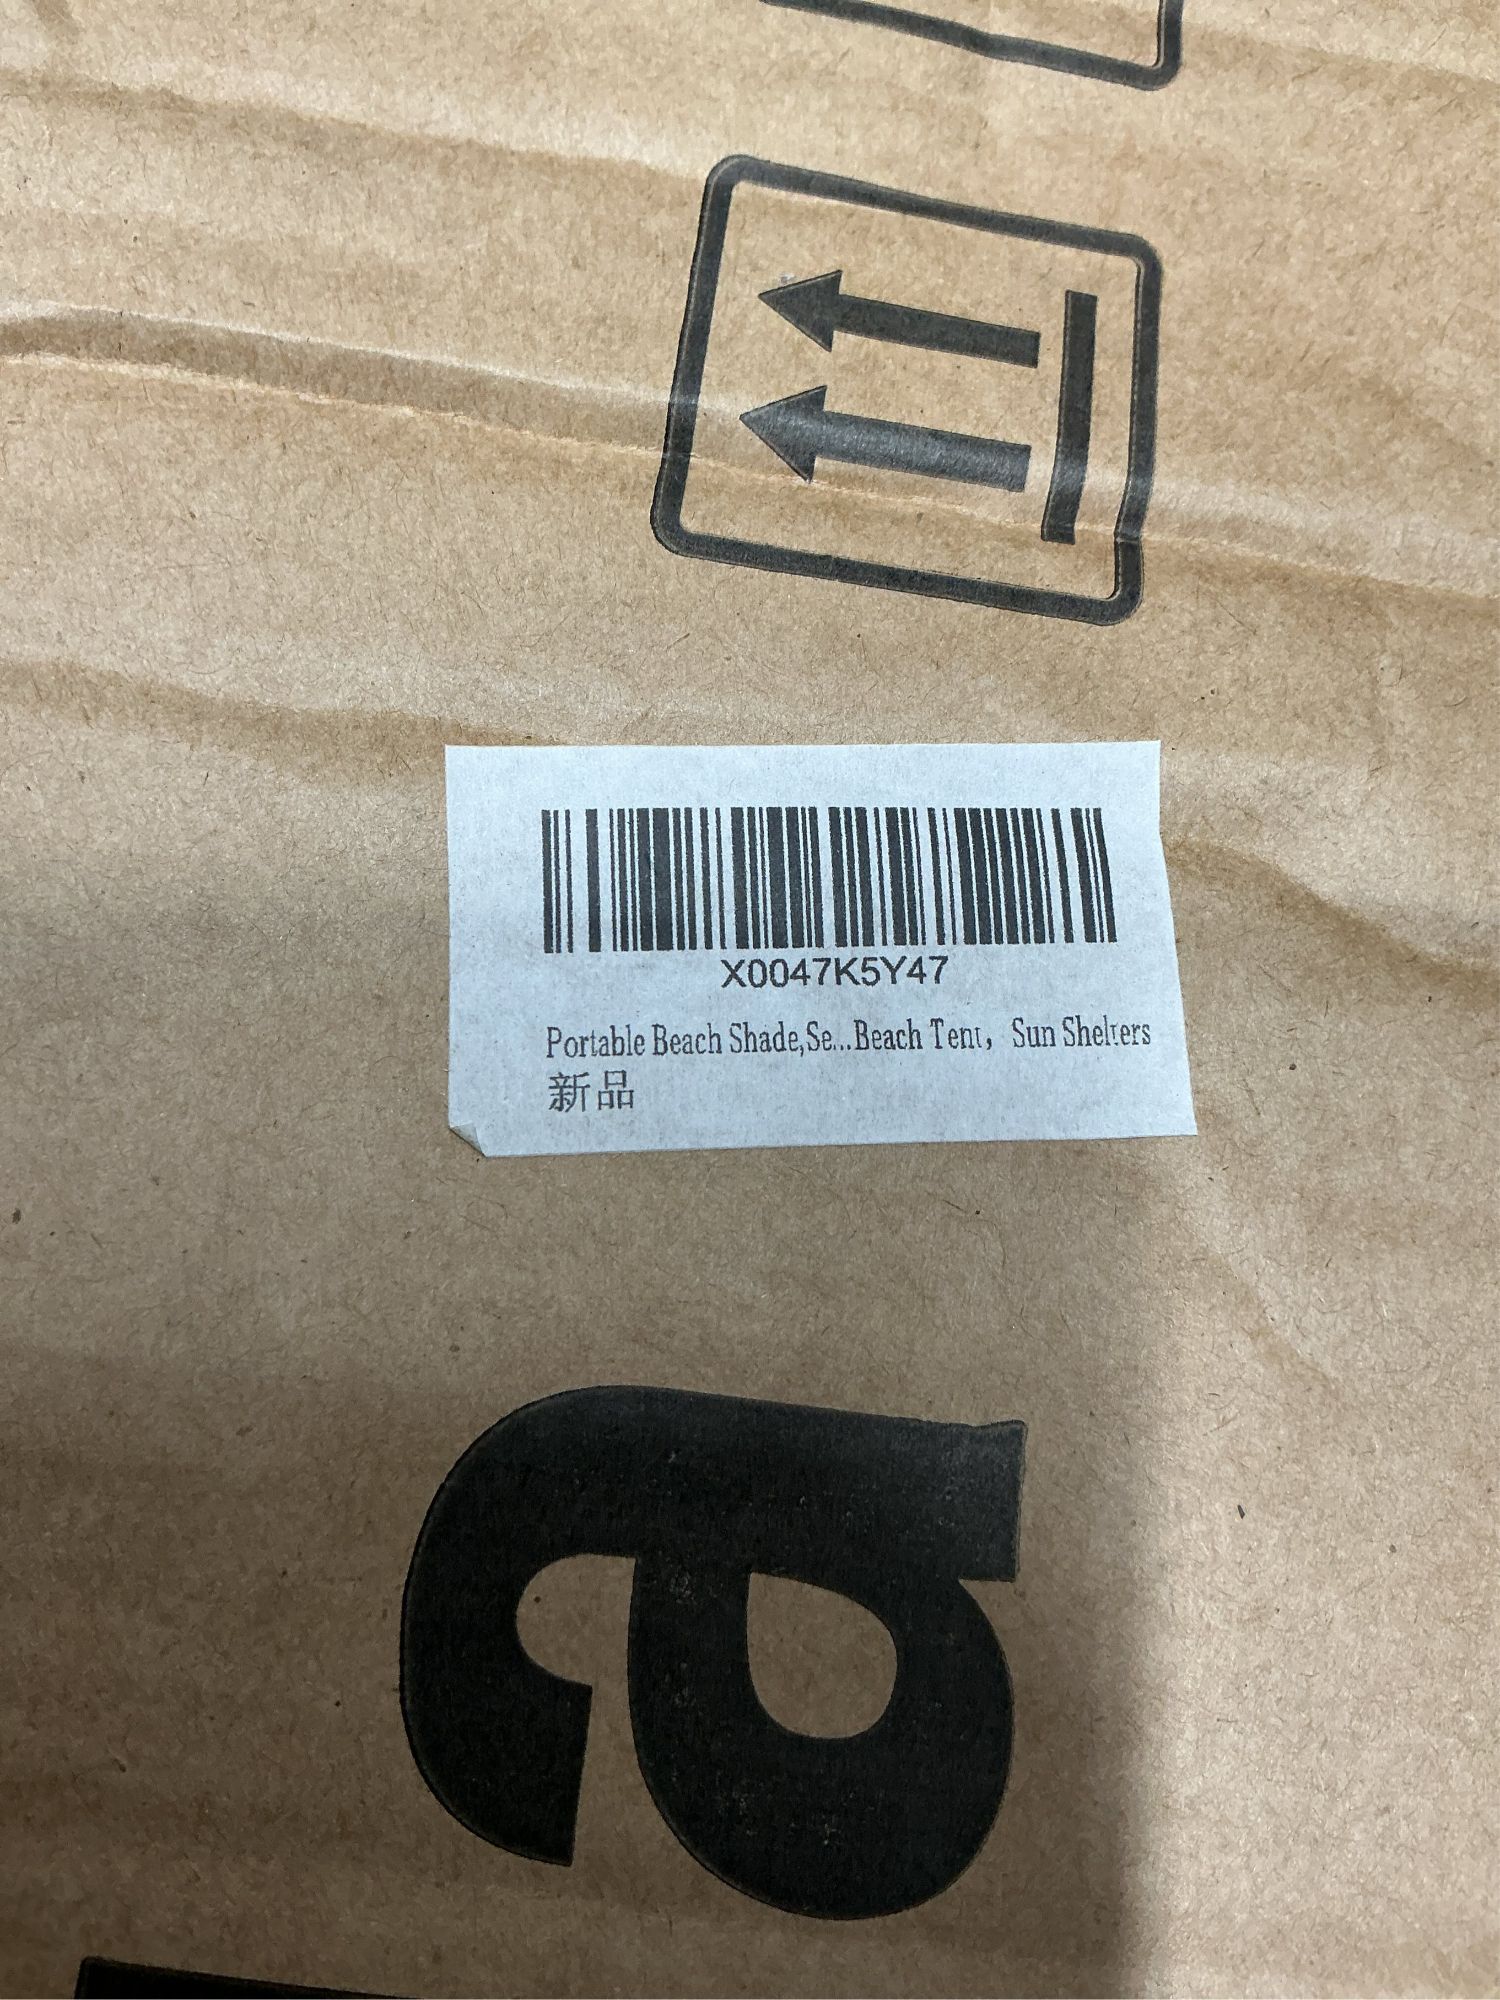 X0047K5Y47
Portable Beach Shade,Se...Beach Tent，Sun Shelters
新品
a